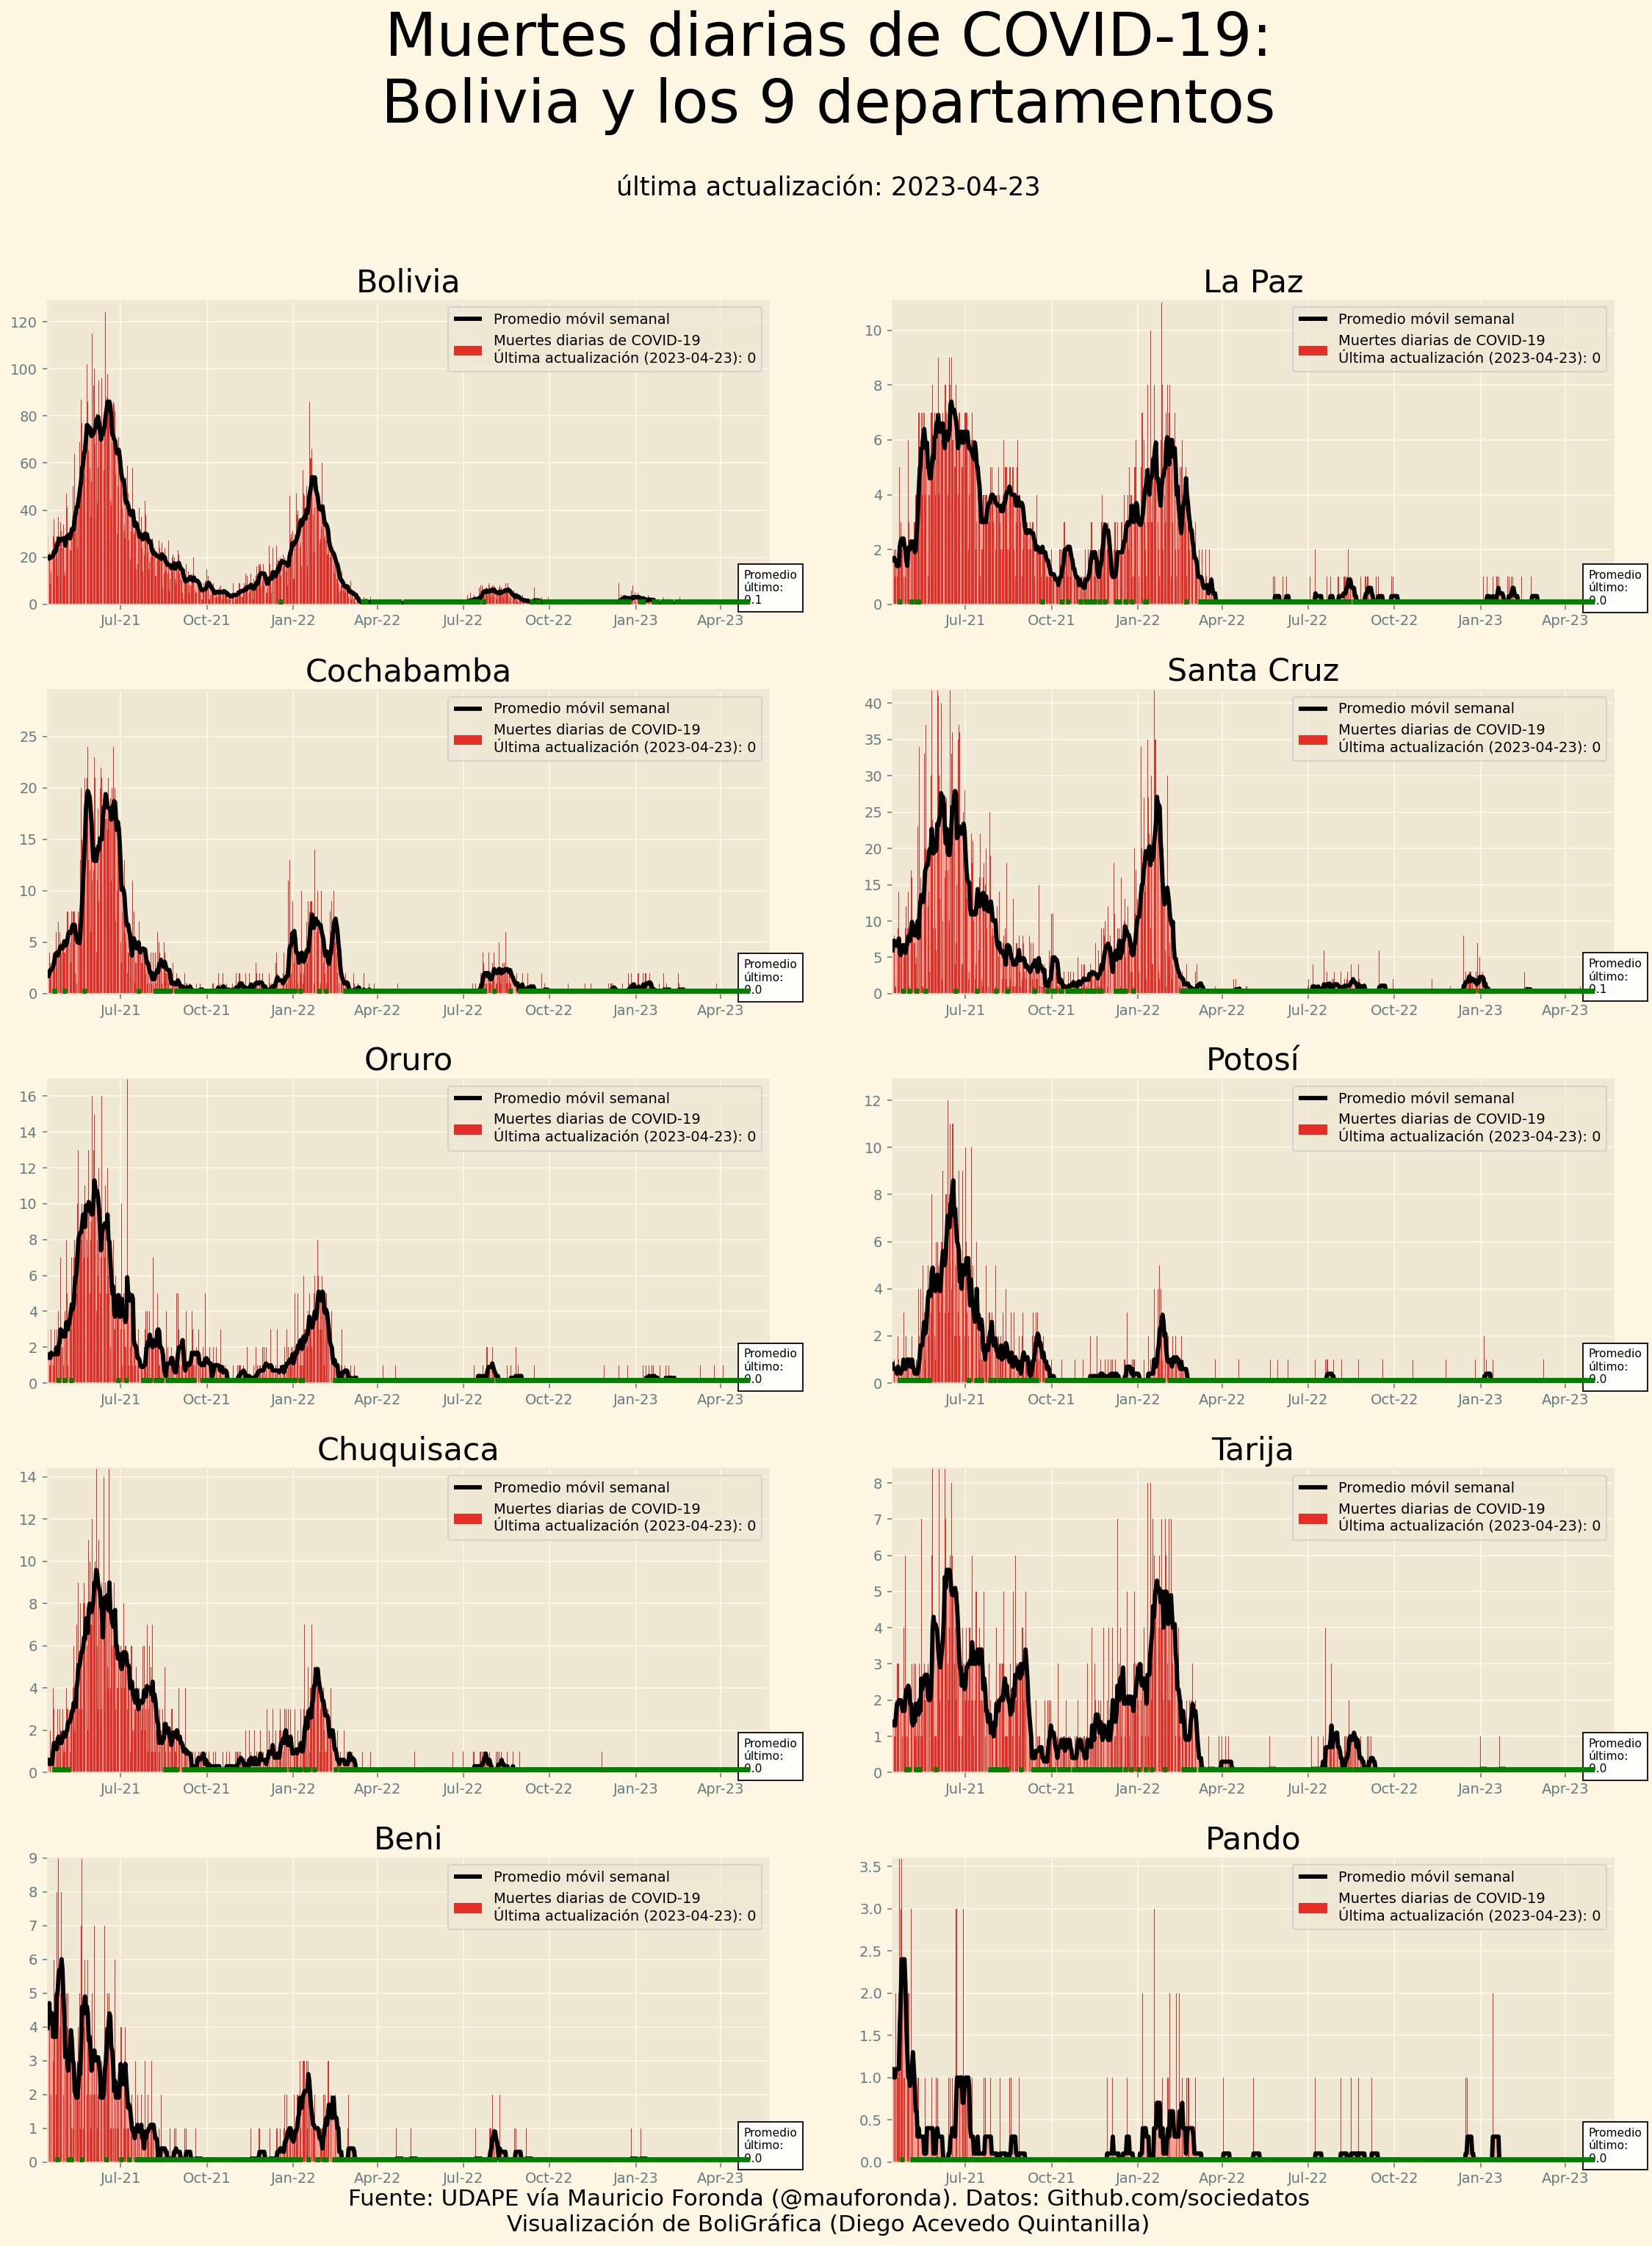 Muertes diarias de COVID-19:
Bolivia y los 9 departamentos
última actualización: 2023-04-23
Bolivia
Promedio móvil semanal
Muertes diarias de COVID-19
Última actualización (2023-04-23): 0
120
100
80
60
40
20
0
Promedio
último:
0.1
Jul-21 Oct-21 Jan-22 Apr-22 Jul-22 Oct-22 Jan-23 Apr-23
La Paz
Promedio móvil semanal
Muertes diarias de COVID-19
Última actualización (2023-04-23): 0
10
8
6
4
2
0
Promedio
último:
0.0
Jul-21 Oct-21 Jan-22 Apr-22 Jul-22 Oct-22 Jan-23 Apr-23
Cochabamba
Promedio móvil semanal
Muertes diarias de COVID-19
Última actualización (2023-04-23): 0
25
20
15
10
5
0
Promedio
último:
0.0
Jul-21 Oct-21 Jan-22 Apr-22 Jul-22 Oct-22 Jan-23 Apr-23
Santa Cruz
Promedio móvil semanal
Muertes diarias de COVID-19
Última actualización (2023-04-23): 0
40
35
30
25
20
15
10
5
0
Promedio
último:
0.1
Jul-21 Oct-21 Jan-22 Apr-22 Jul-22 Oct-22 Jan-23 Apr-23
Oruro
Promedio móvil semanal
Muertes diarias de COVID-19
Última actualización (2023-04-23): 0
16
14
12
10
8
6
4
2
0
Promedio
último:
0.0
Jul-21 Oct-21 Jan-22 Apr-22 Jul-22 Oct-22 Jan-23 Apr-23
Potosí
Promedio móvil semanal
Muertes diarias de COVID-19
Última actualización (2023-04-23): 0
12
10
8
6
4
2
0
Promedio
último:
0.0
Jul-21 Oct-21 Jan-22 Apr-22 Jul-22 Oct-22 Jan-23 Apr-23
Chuquisaca
Promedio móvil semanal
Muertes diarias de COVID-19
Última actualización (2023-04-23): 0
14
12
10
8
6
4
2
0
Promedio
último:
0.0
Jul-21 Oct-21 Jan-22 Apr-22 Jul-22 Oct-22 Jan-23 Apr-23
Tarija
Promedio móvil semanal
Muertes diarias de COVID-19
Última actualización (2023-04-23): 0
8
7
6
5
4
3
2
1
0
Promedio
último:
0.0
Jul-21 Oct-21 Jan-22 Apr-22 Jul-22 Oct-22 Jan-23 Apr-23
Beni
Promedio móvil semanal
Muertes diarias de COVID-19
Última actualización (2023-04-23): 0
9
8
7
6
5
4
3
2
1
0
Promedio
último:
0.0
Jul-21 Oct-21 Jan-22 Apr-22 Jul-22 Oct-22 Jan-23 Apr-23
Pando
Promedio móvil semanal
Muertes diarias de COVID-19
Última actualización (2023-04-23): 0
3.5
3.0
2.5
2.0
1.5
1.0
0.5
0.0
Promedio
último:
0.0
Jul-21 Oct-21 Jan-22 Apr-22 Jul-22 Oct-22 Jan-23 Apr-23
Fuente: UDAPE vía Mauricio Foronda (@mauforonda). Datos: Github.com/sociedatos
Visualización de BoliGráfica (Diego Acevedo Quintanilla)